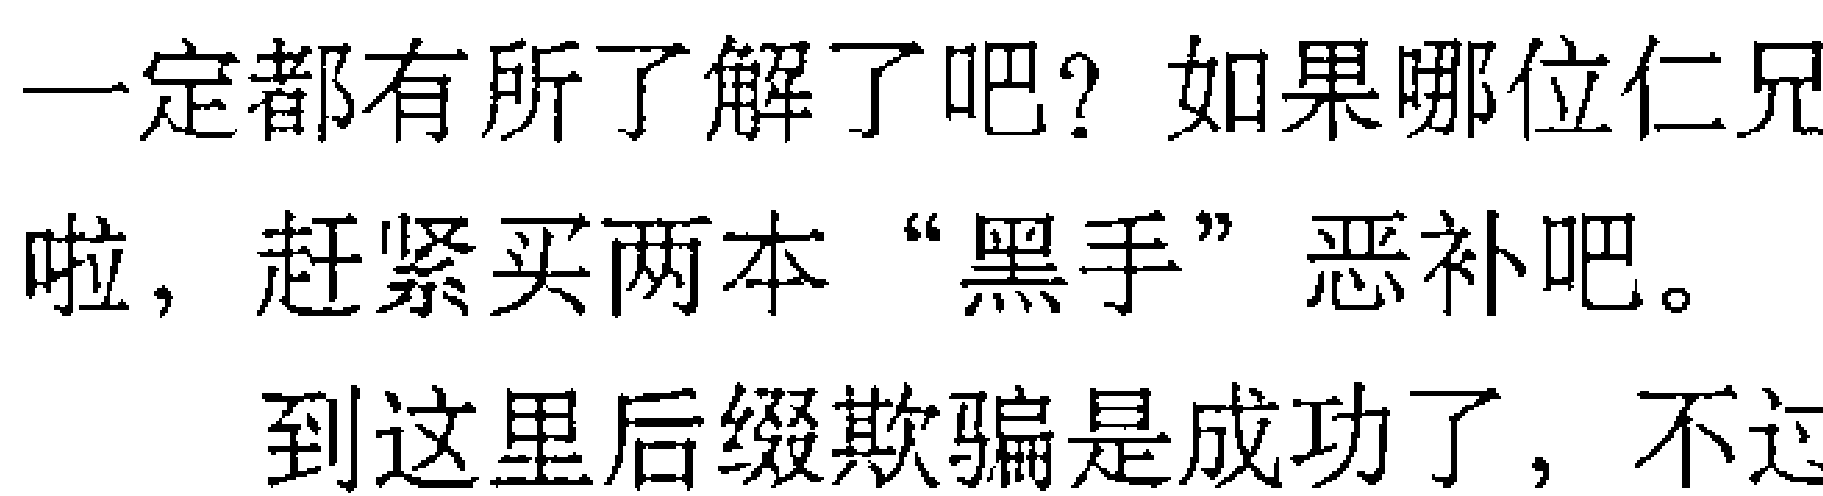 一定都有所了解了吧？如果哪位仁兄
啦，赶紧买两本“黑手”恶补吧。
到这里后缀欺骗是成功了，不过